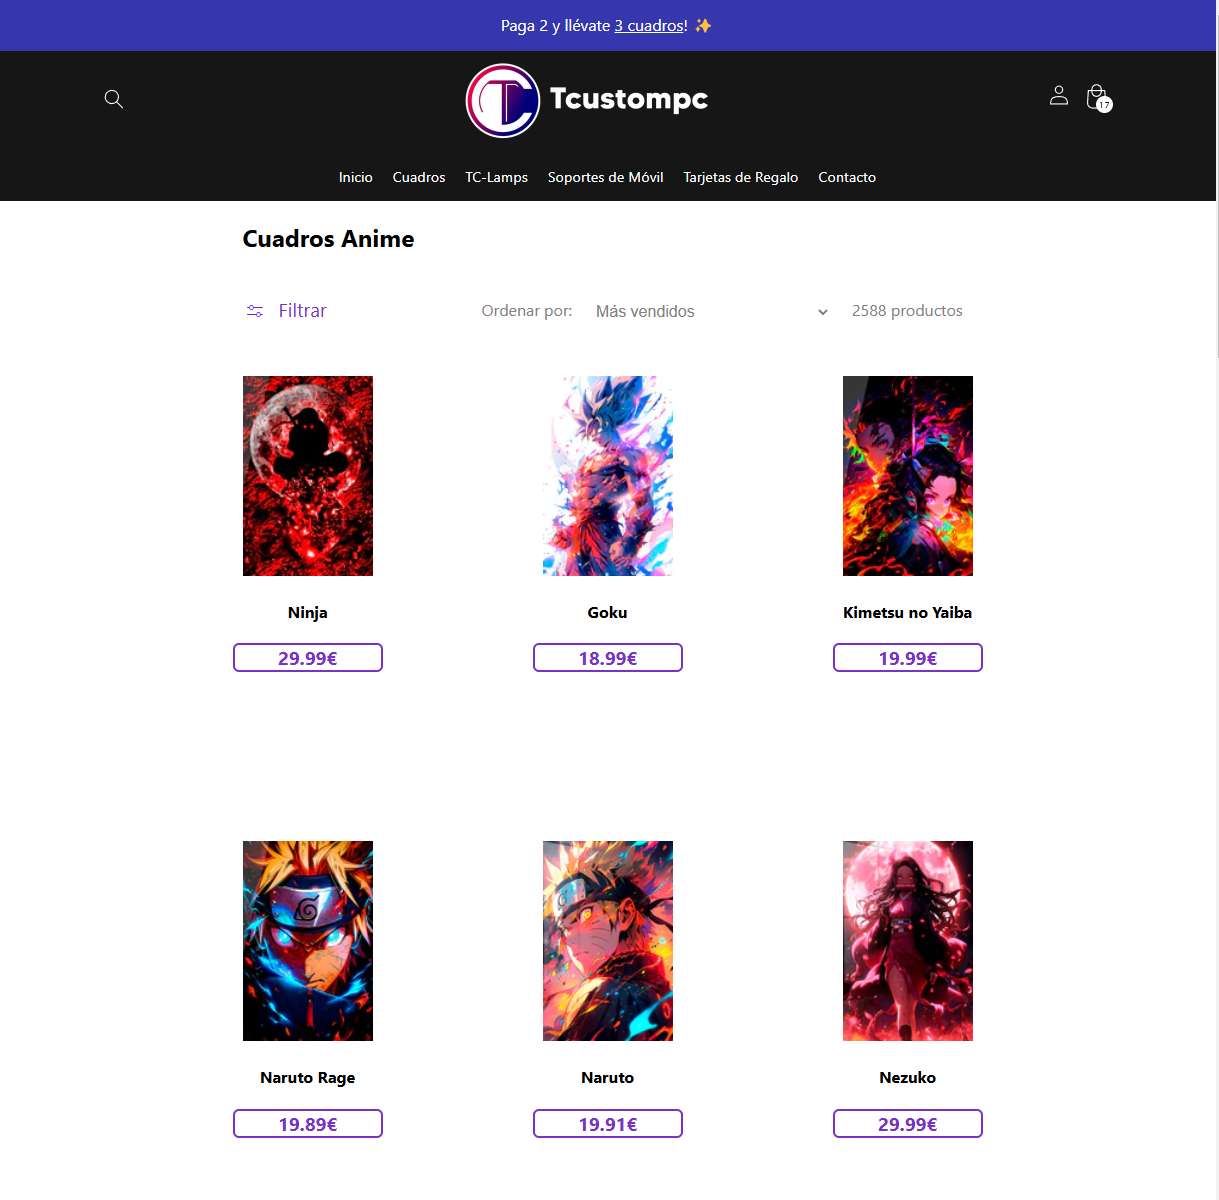 Paga 2 y llévate 3 cuadros! ✨
Tcustompc
17
Inicio Cuadros TC-Lamps Soportes de Móvil Tarjetas de Regalo Contacto
Cuadros Anime
Filtrar Ordenar por: Más vendidos 2588 productos
Ninja Goku Kimetsu no Yaiba
29.99€ 18.99€ 19.99€
Naruto Rage Naruto Nezuko
19.89€ 19.91€ 29.99€